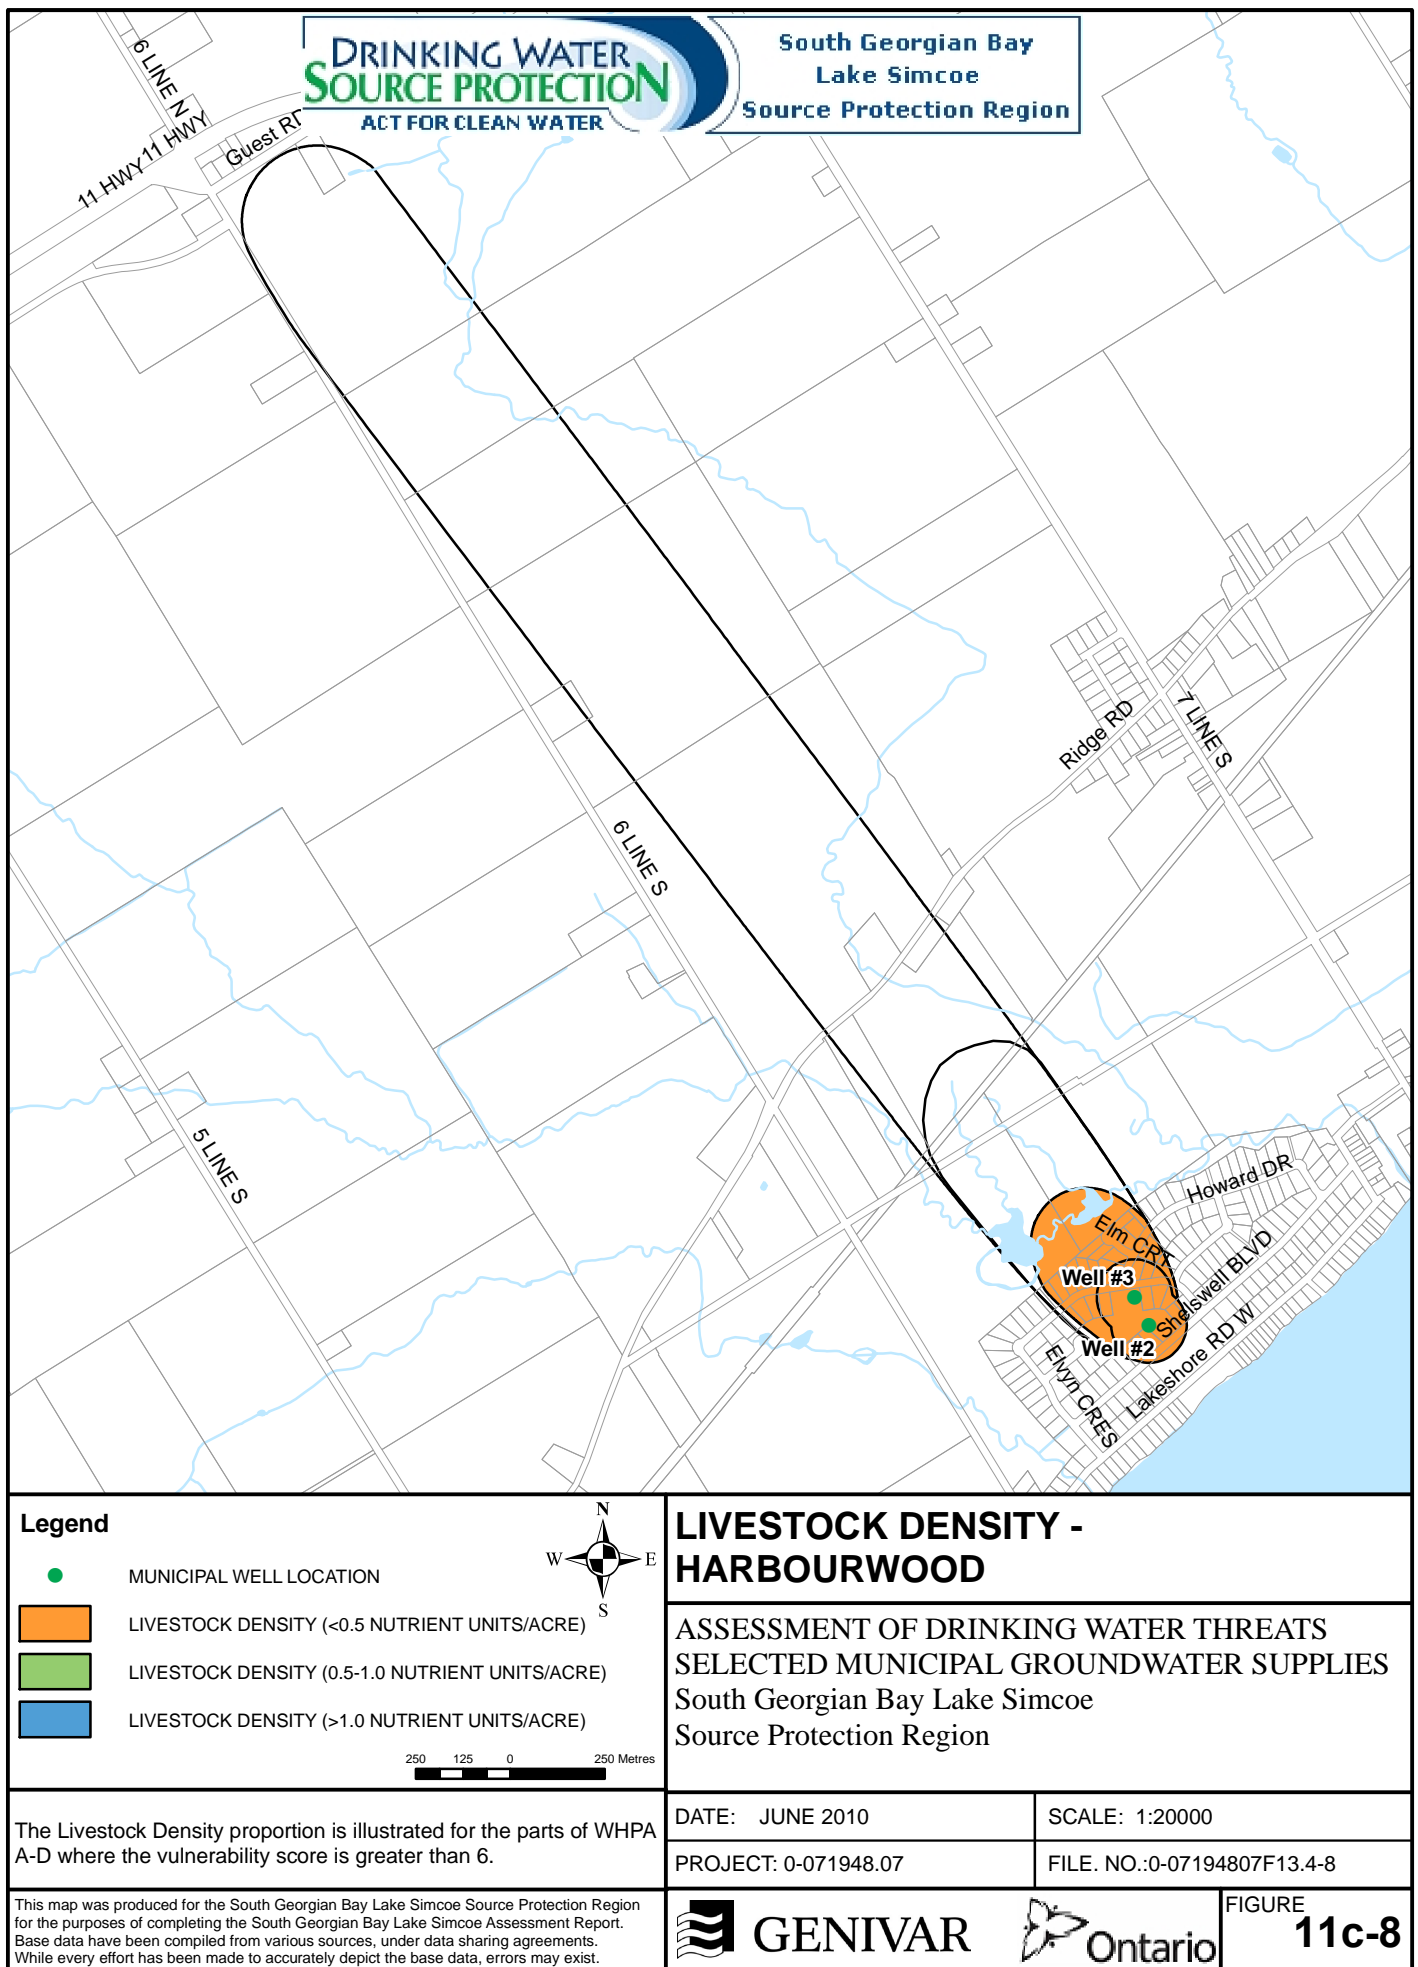 DRINKING WATER
SOURCE PROTECTION
ACT FOR CLEAN WATER
South Georgian Bay
Lake Simcoe
Source Protection Region
6 LINE N
11 HWY
11 HWY
Guest RD
Ridge RD
7 LINE S
6 LINE S
5 LINE S
Howard DR
Elm CRT
Well #3
Shelswell BLVD
Well #2
Lakeshore RD W
Elvyn CRES
Legend
N
W E
S
MUNICIPAL WELL LOCATION
LIVESTOCK DENSITY (<0.5 NUTRIENT UNITS/ACRE)
LIVESTOCK DENSITY (0.5-1.0 NUTRIENT UNITS/ACRE)
LIVESTOCK DENSITY (>1.0 NUTRIENT UNITS/ACRE)
250 125 0 250 Metres
The Livestock Density proportion is illustrated for the parts of WHPA
A-D where the vulnerability score is greater than 6.
This map was produced for the South Georgian Bay Lake Simcoe Source Protection Region
for the purposes of completing the South Georgian Bay Lake Simcoe Assessment Report.
Base data have been compiled from various sources, under data sharing agreements.
While every effort has been made to accurately depict the base data, errors may exist.
LIVESTOCK DENSITY -
HARBOURWOOD
ASSESSMENT OF DRINKING WATER THREATS
SELECTED MUNICIPAL GROUNDWATER SUPPLIES
South Georgian Bay Lake Simcoe
Source Protection Region
DATE: JUNE 2010
SCALE: 1:20000
PROJECT: 0-071948.07
FILE. NO.:0-07194807F13.4-8
GENIVAR
Ontario
FIGURE
11c-8